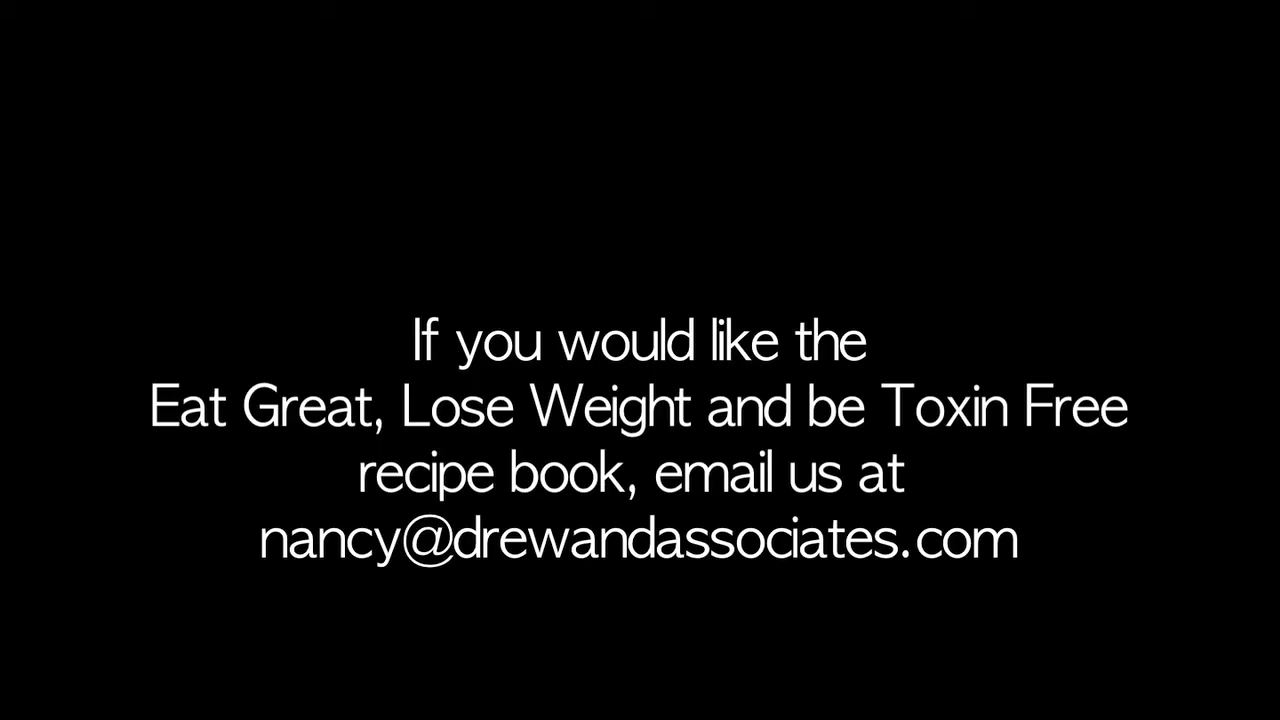 If you would like the
Eat Great, Lose Weight and be Toxin Free
recipe book, email us at
nancy@drewandassociates.com